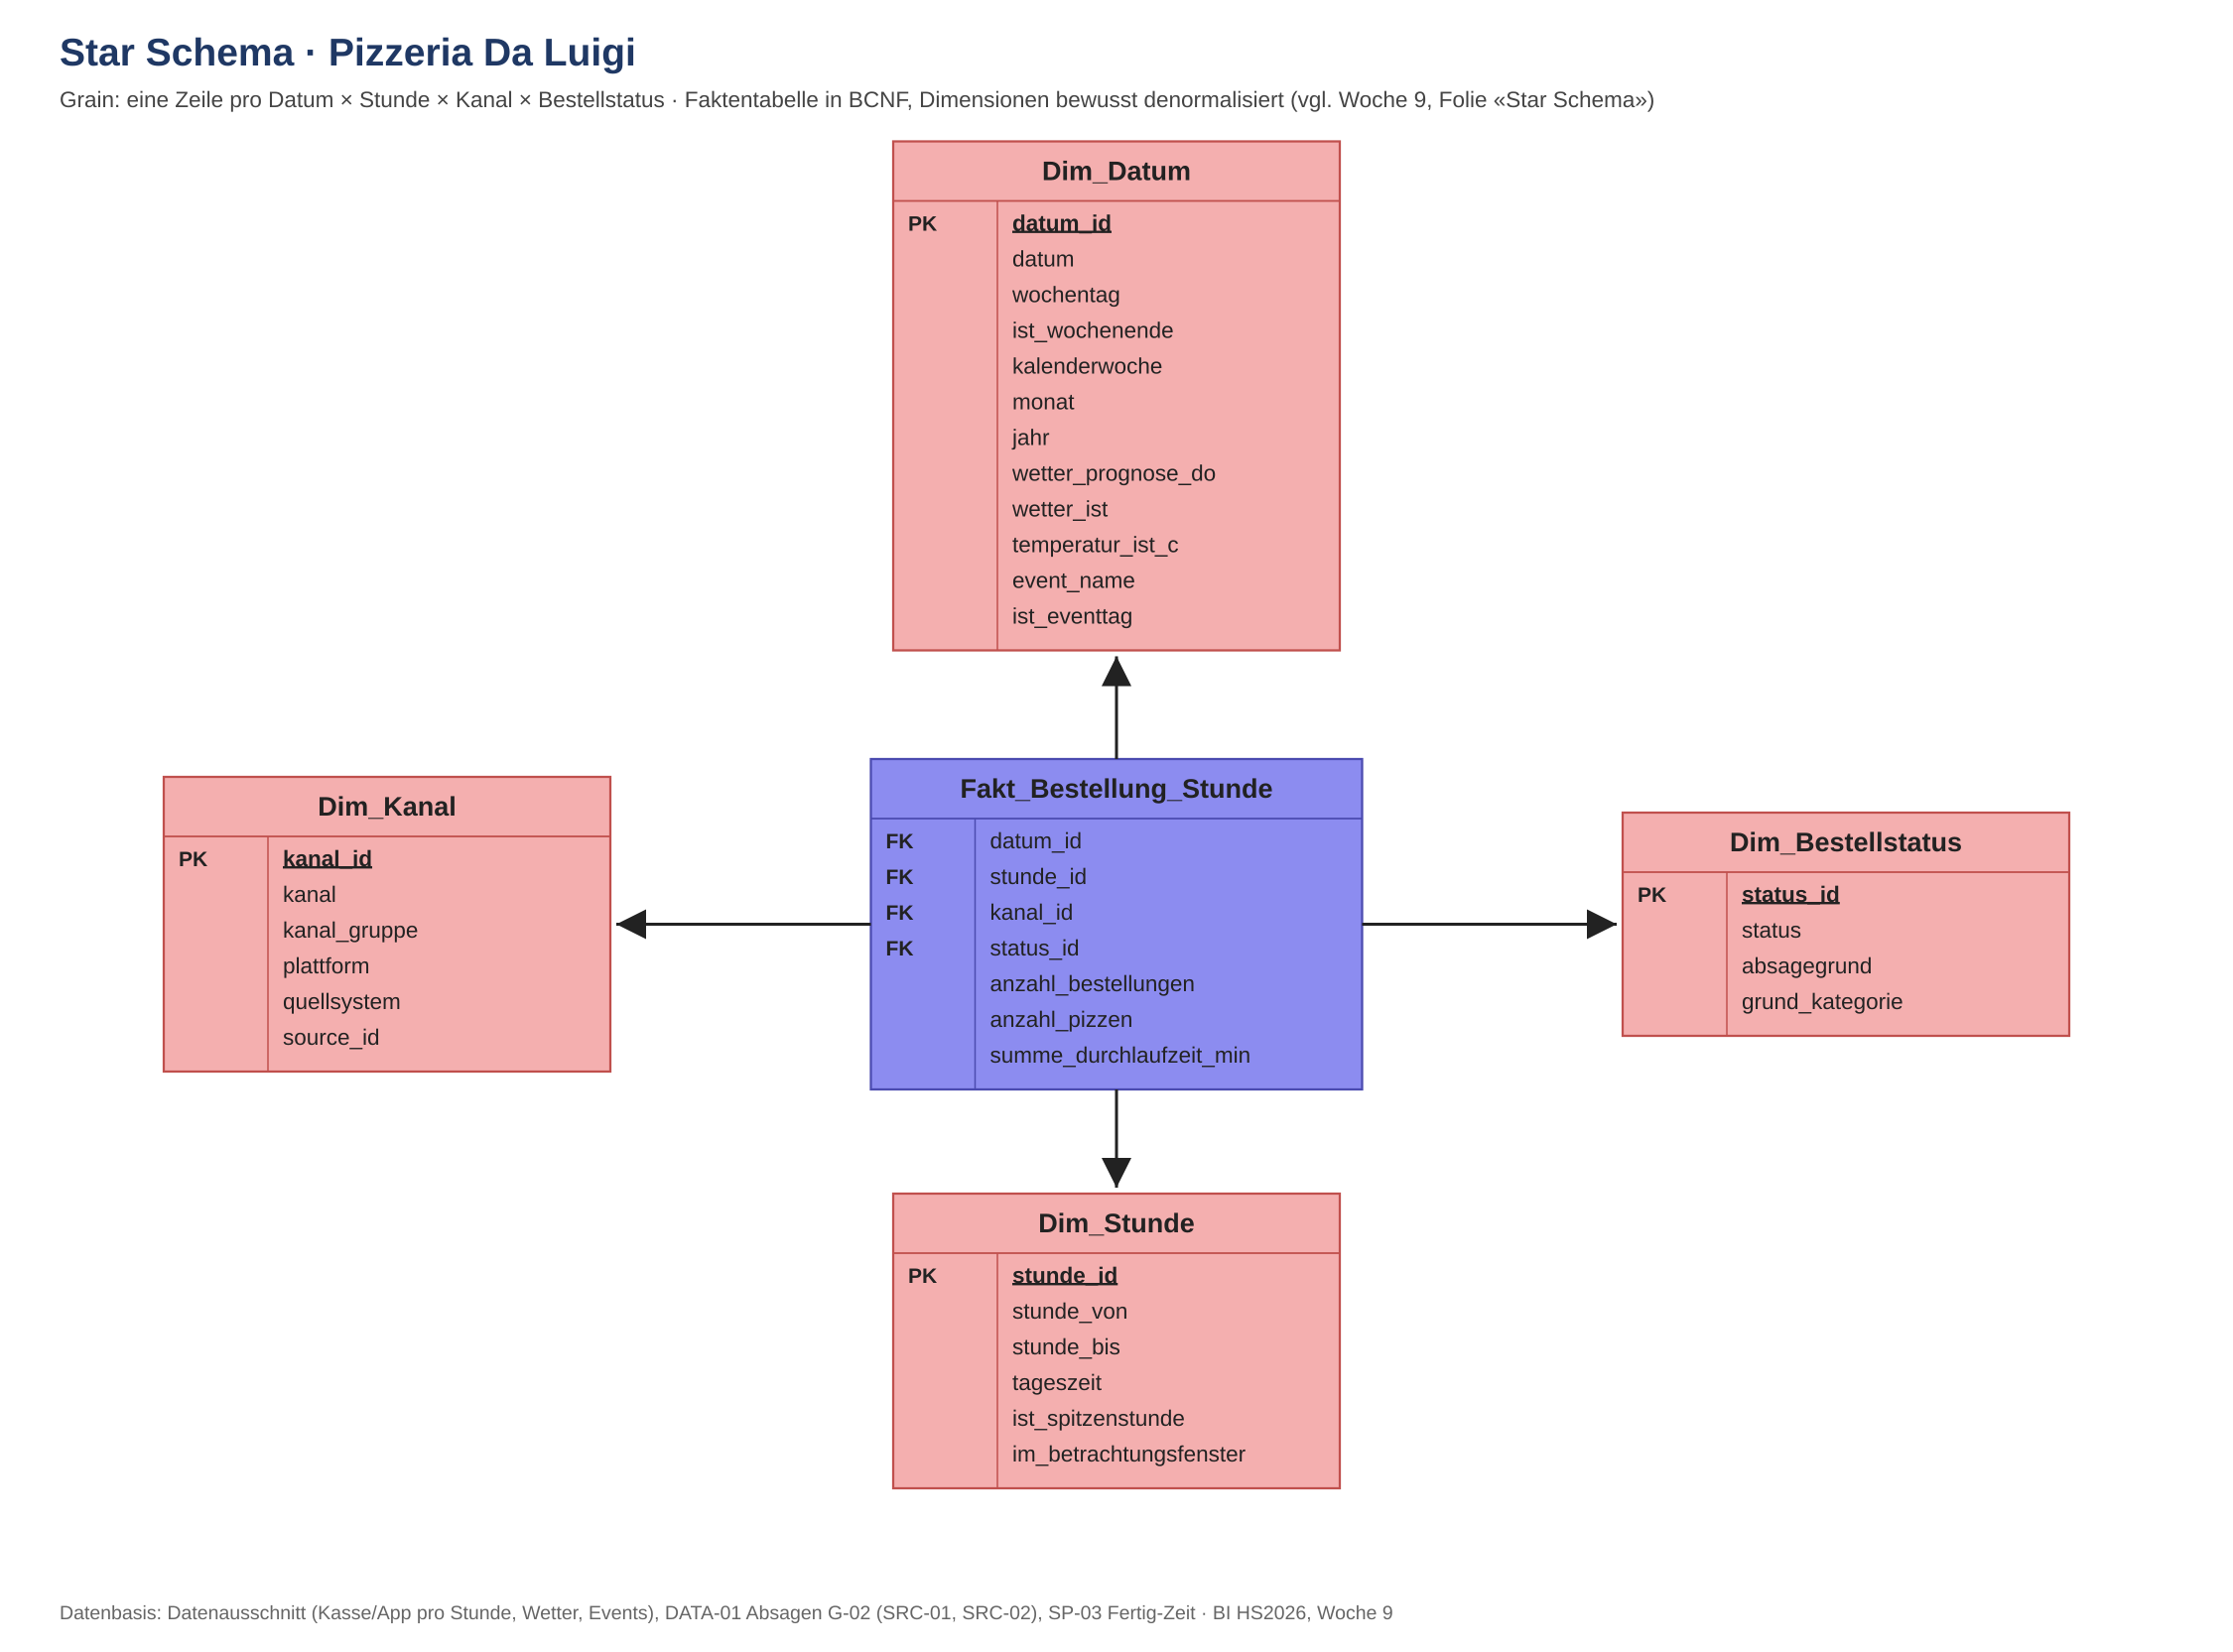 Star Schema · Pizzeria Da Luigi
Grain: eine Zeile pro Datum × Stunde × Kanal × Bestellstatus · Faktentabelle in BCNF, Dimensionen bewusst denormalisiert (vgl. Woche 9, Folie «Star Schema»)
Dim_Datum
PK datum_id
datum
wochentag
ist_wochenende
kalenderwoche
monat
jahr
wetter_prognose_do
wetter_ist
temperatur_ist_c
event_name
ist_eventtag
Dim_Kanal
PK kanal_id
kanal
kanal_gruppe
plattform
quellsystem
source_id
Fakt_Bestellung_Stunde
FK datum_id
FK stunde_id
FK kanal_id
FK status_id
anzahl_bestellungen
anzahl_pizzen
summe_durchlaufzeit_min
Dim_Bestellstatus
PK status_id
status
absagegrund
grund_kategorie
Dim_Stunde
PK stunde_id
stunde_von
stunde_bis
tageszeit
ist_spitzenstunde
im_betrachtungsfenster
Datenbasis: Datenausschnitt (Kasse/App pro Stunde, Wetter, Events), DATA-01 Absagen G-02 (SRC-01, SRC-02), SP-03 Fertig-Zeit · BI HS2026, Woche 9